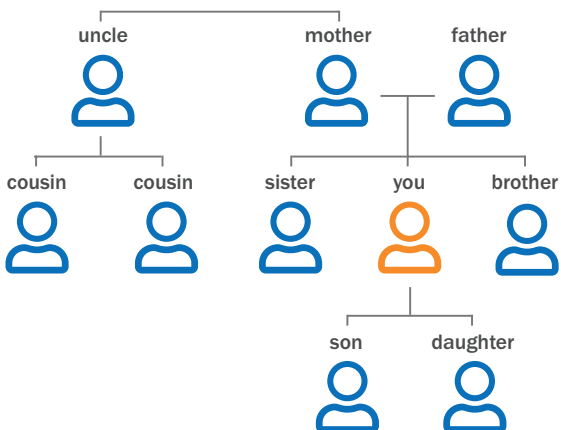 uncle
mother
father
cousin
cousin
sister
you
brother
son
daughter